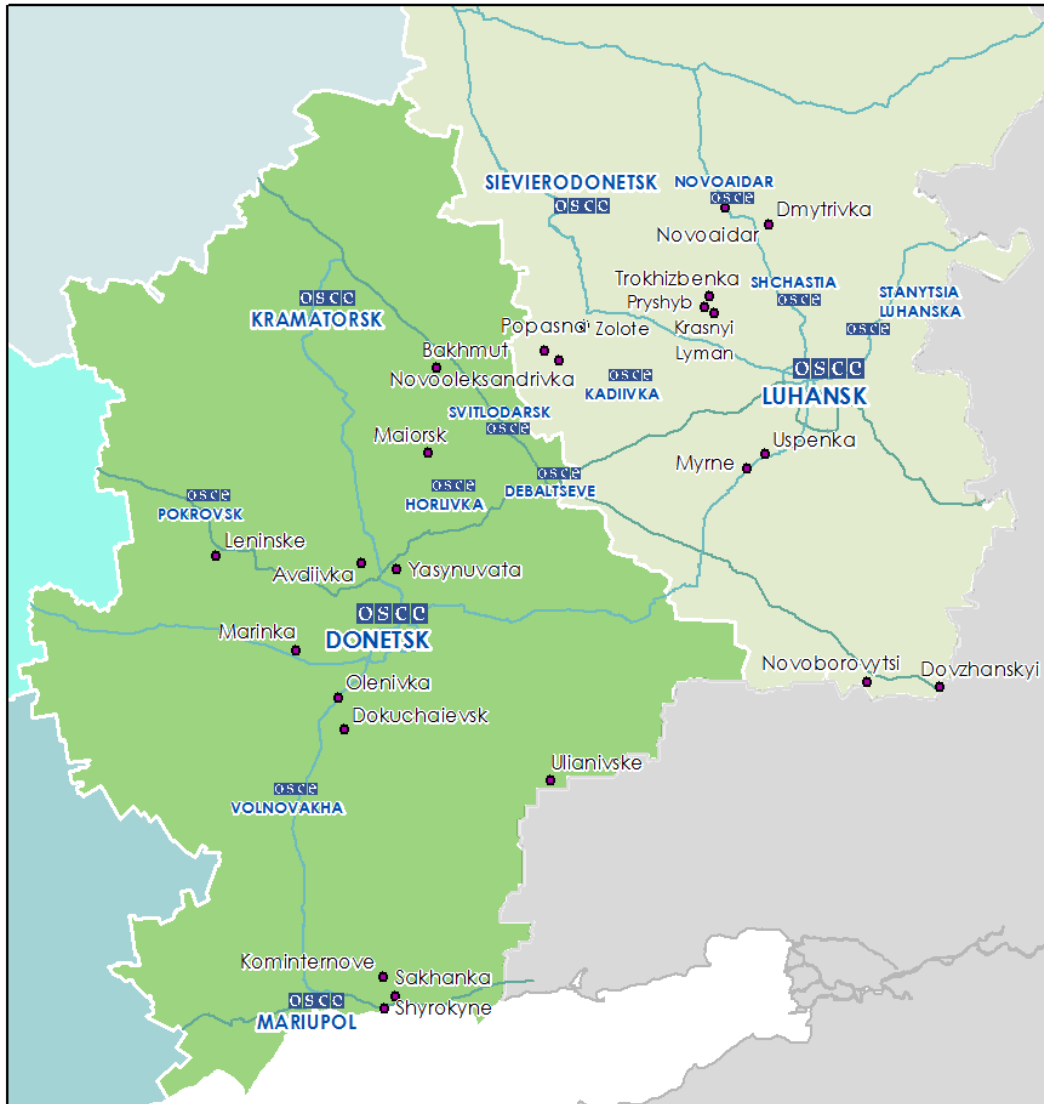 SIEVIERODONETSK
osce
NOVOAIDAR
osce
Dmytrivka
Novoaidar
Trokhizbenka
SHCHASTIA
osce
STANYTSIA
LUHANSKA
osce
Pryshyb
Krasnyi
Lyman
osce
KRAMATORSK
Popasna
Zolote
Bakhmut
Novooleksandrivka
osce
KADIIVKA
osce
LUHANSK
SVITLODARSK
osce
Maiorsk
Uspenka
Myrne
osce
HORLIVKA
osce
DEBALTSEVE
osce
POKROVSK
Leninske
Avdiivka
Yasynuvata
osce
DONETSK
Marinka
Novoborovytsi
Dovzhanskyi
Olenivka
Dokuchaievsk
Ulianivske
osce
VOLNOVAKHA
Kominternove
Sakhanka
osce
MARIUPOL
Shyrokyne